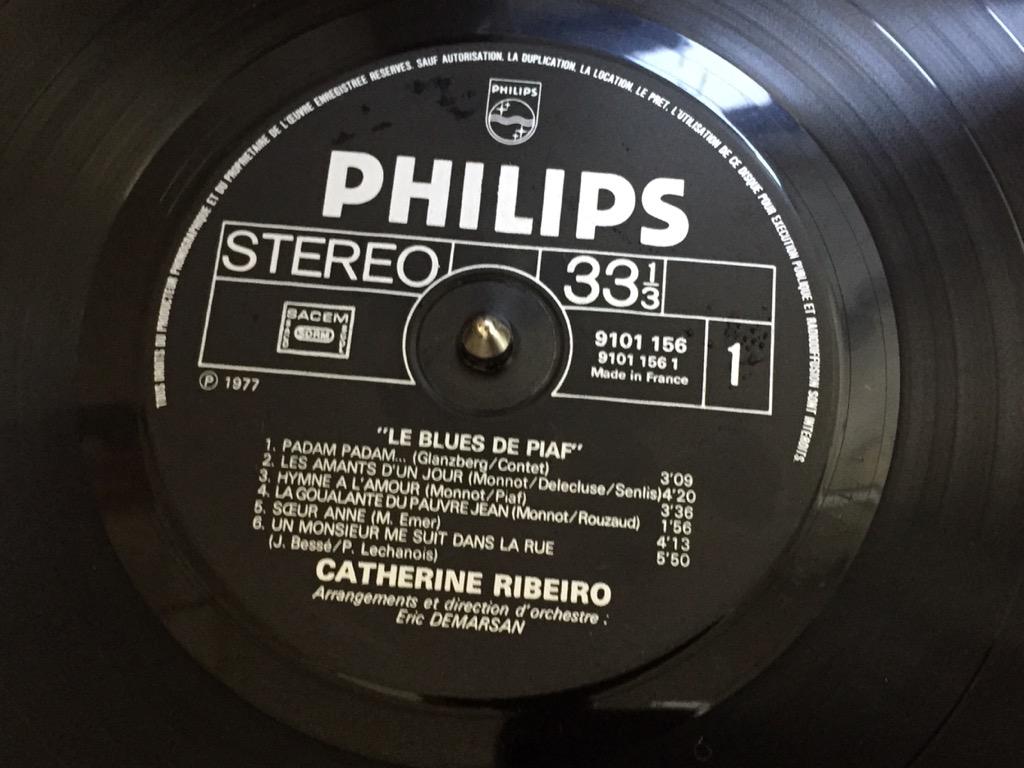 TOUS DROITS DU PRODUCTEUR PHONOGRAPHIQUE ET DU PROPRIETAIRE DE L'ŒUVRE ENREGISTREE RESERVES. SAUF AUTORISATION, LA DUPLICATION, LA LOCATION, LE PRET, L'UTILISATION DE CE DISQUE POUR EXECUTION PUBLIQUE ET RADIODIFFUSION SONT INTERDITS.
PHILIPS
PHILIPS
STEREO 33 1/3
SACEM
SACD SDRM SGDL
9101 156
9101 156 1
Made in France
1
Ⓟ 1977
"LE BLUES DE PIAF"
1. PADAM PADAM... (Glanzberg/Contet) 3'09
2. LES AMANTS D'UN JOUR (Monnot/Delecluse/Senlis) 4'20
3. HYMNE A L'AMOUR (Monnot/Piaf) 3'36
4. LA GOUALANTE DU PAUVRE JEAN (Monnot/Rouzaud) 1'56
5. SŒUR ANNE (M. Emer) 4'13
6. UN MONSIEUR ME SUIT DANS LA RUE
(J. Bessé/P. Lechanois) 5'50
CATHERINE RIBEIRO
Arrangements et direction d'orchestre :
Eric DEMARSAN